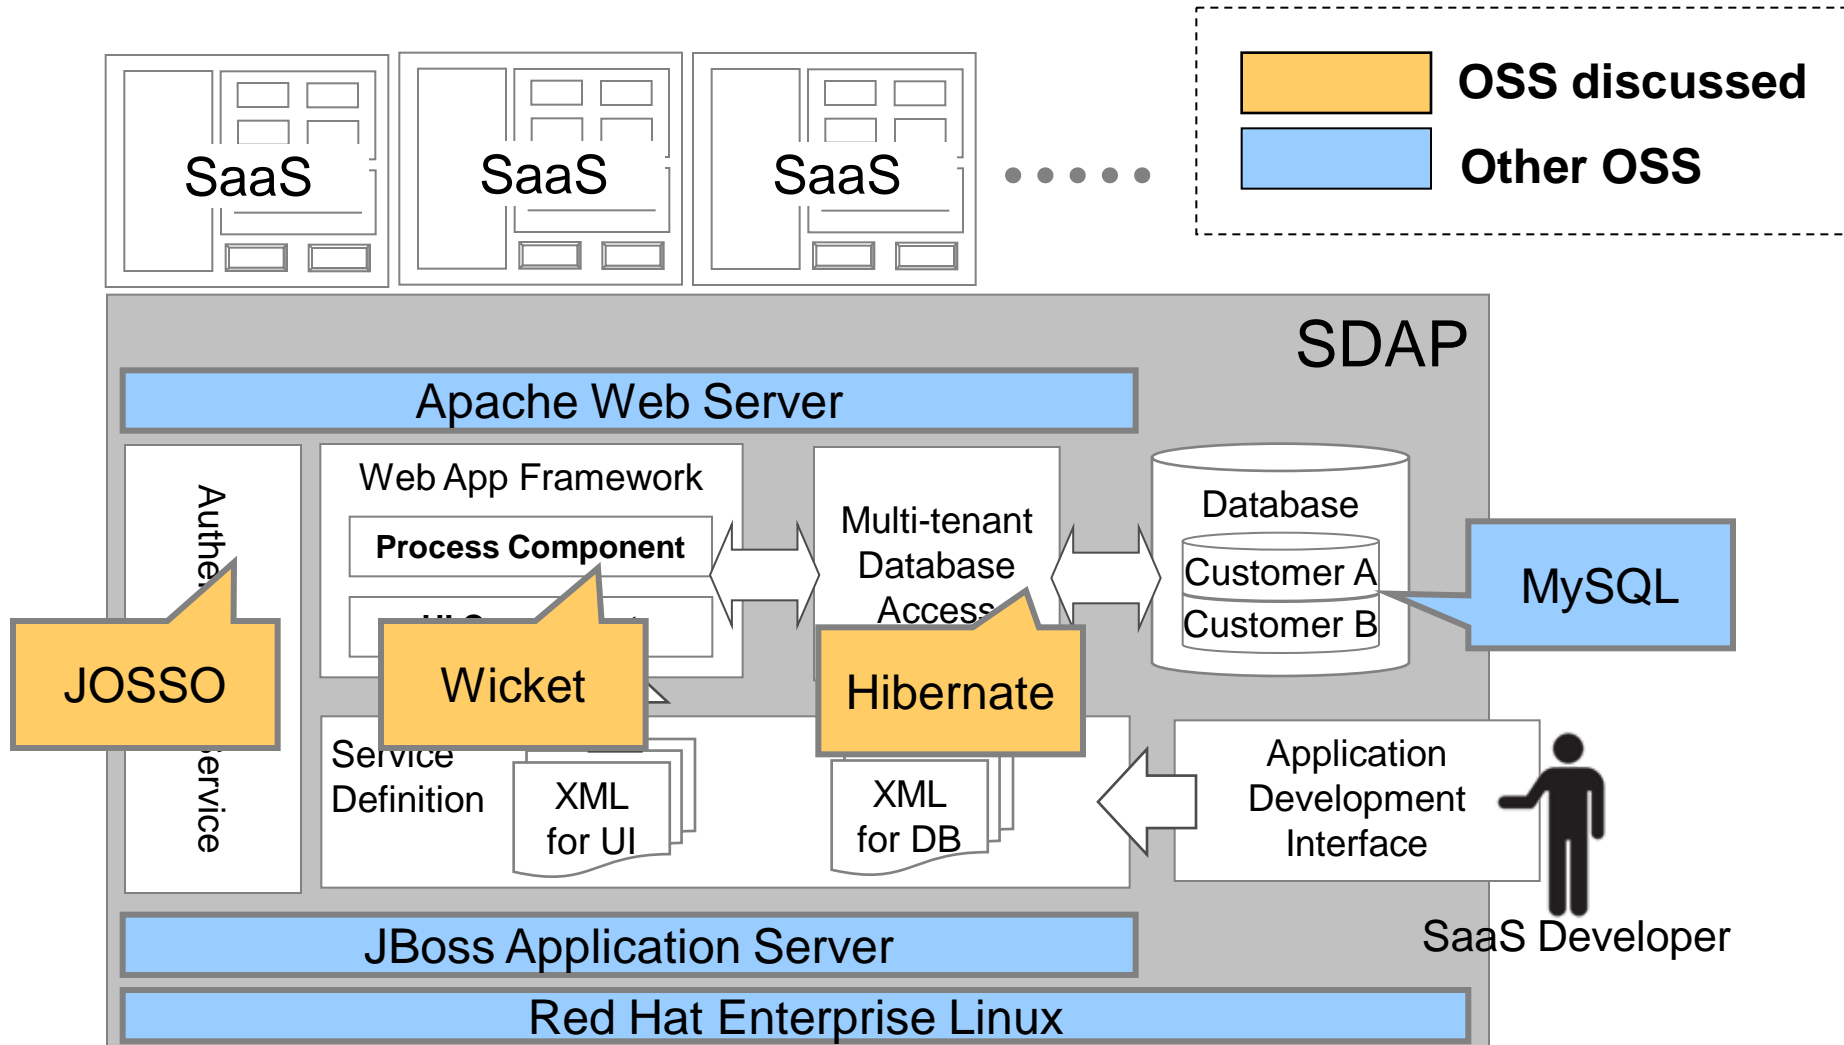 OSS discussed
Other OSS
SaaS
SaaS
SaaS
SDAP
Apache Web Server
Web App Framework
Process Component
Multi-tenant
Database
Access
Database
Customer A
Customer B
MySQL
JOSSO
Wicket
Hibernate
Service
Definition
XML
for UI
XML
for DB
Application
Development
Interface
Service
SaaS Developer
JBoss Application Server
Red Hat Enterprise Linux